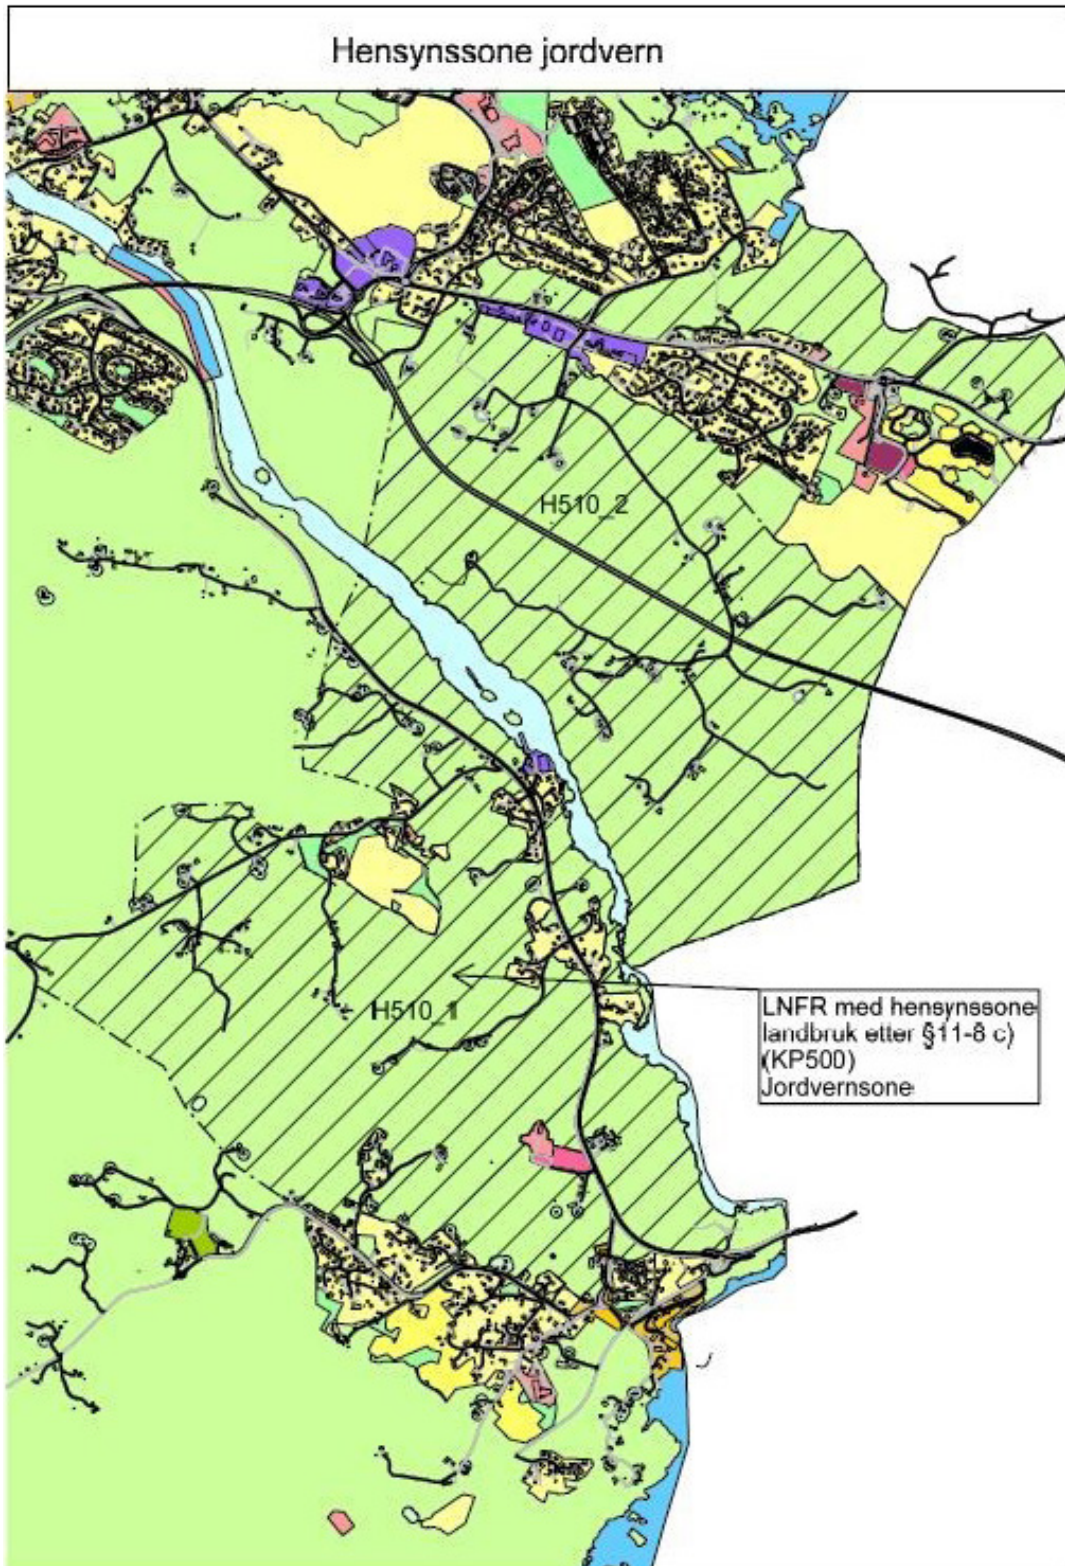 Hensynssone jordvern
H510_2
H510_1
LNFR med hensynssone
landbruk etter §11-8 c)
(KP500)
Jordvernsone